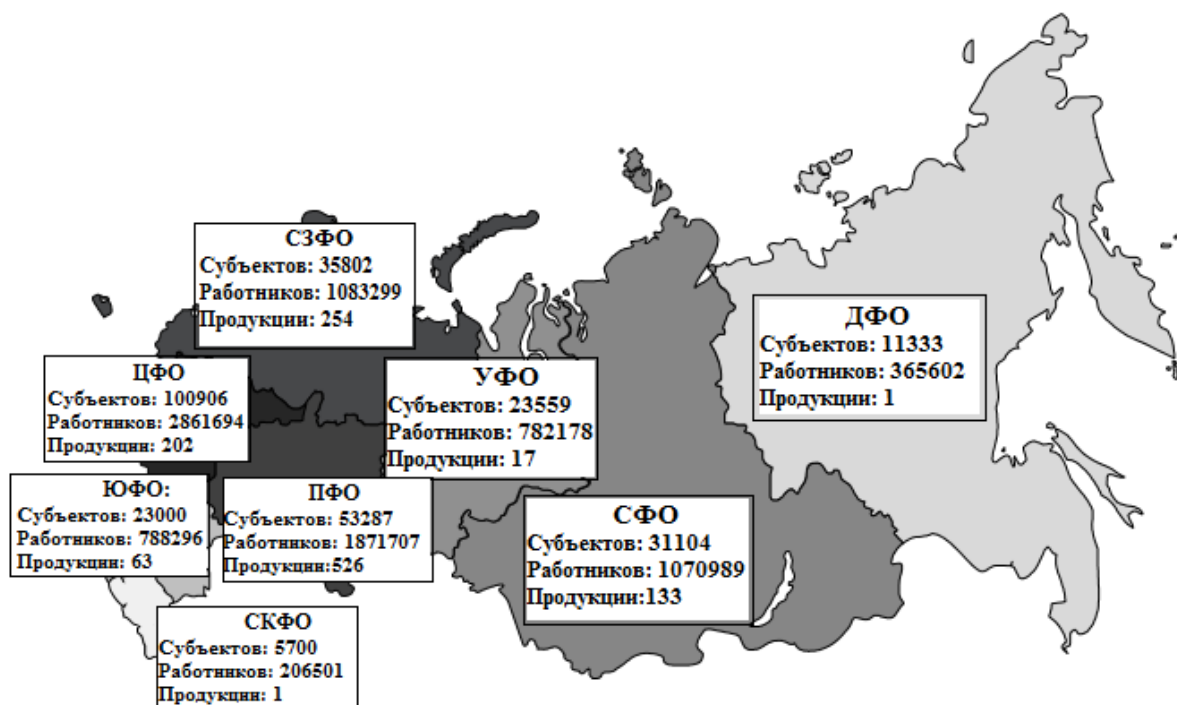 СЗФО
Субъектов: 35802
Работников: 1083299
Продукции: 254
ДФО
Субъектов: 11333
Работников: 365602
Продукции: 1
ЦФО
Субъектов: 100906
Работников: 2861694
Продукции: 202
УФО
Субъектов: 23559
Работников: 782178
Продукции: 17
ЮФО:
Субъектов: 23000
Работников: 788296
Продукции: 63
ПФО
Субъектов: 53287
Работников: 1871707
Продукции:526
СФО
Субъектов: 31104
Работников: 1070989
Продукции:133
СКФО
Субъектов: 5700
Работников: 206501
Продукции: 1